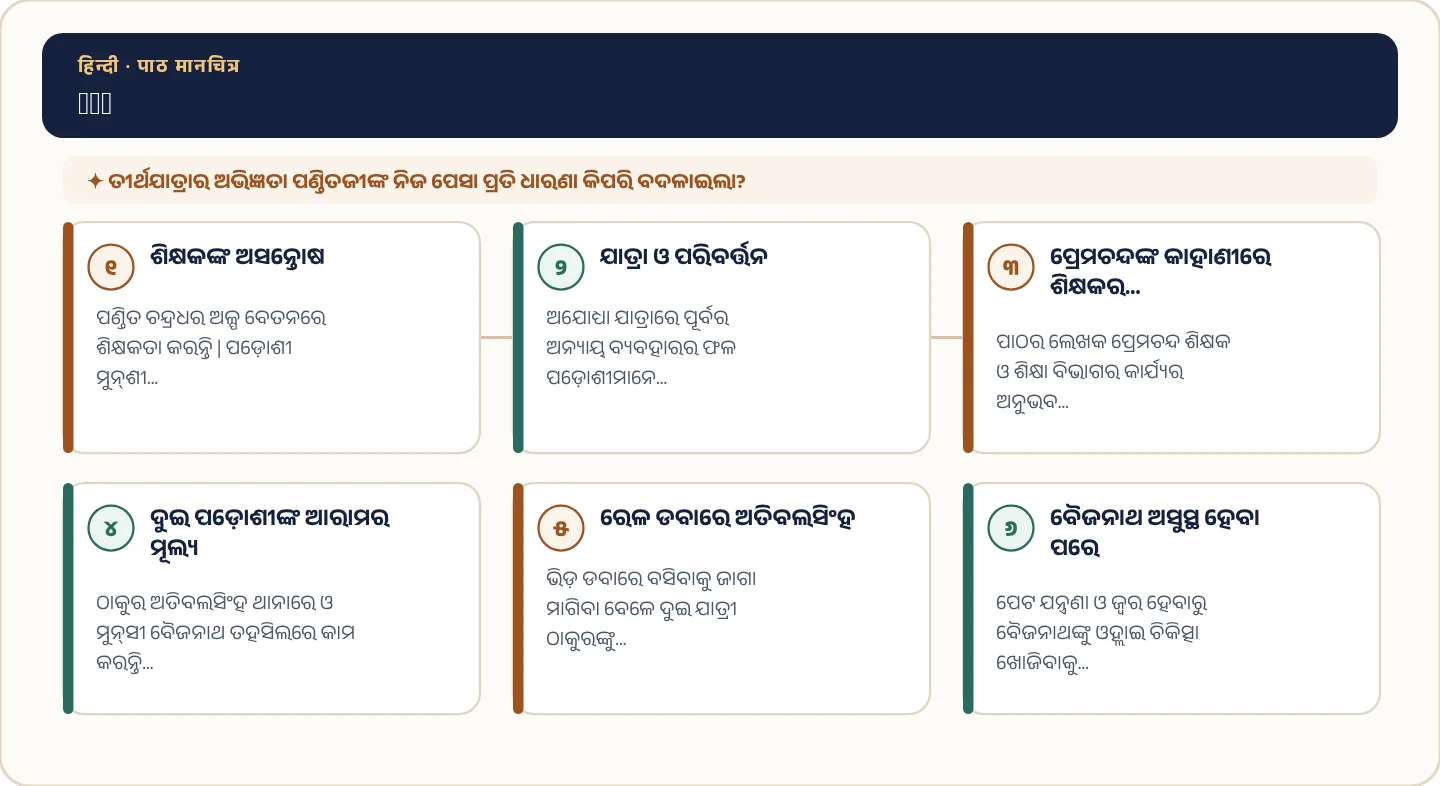 हिन्दी · पाठ मानचित्र
✦ ତୀର୍ଥଯାତ୍ରାର ଅଭିଜ୍ଞତା ପଣ୍ଡିତଜୀଙ୍କ ନିଜ ପେସା ପ୍ରତି ଧାରଣା କିପରି ବଦଳାଇଲା?
୧ ଶିକ୍ଷକଙ୍କ ଅସନ୍ତୋଷ
ପଣ୍ଡିତ ଚନ୍ଦ୍ରଧର ଅଳ୍ପ ବେତନରେ
ଶିକ୍ଷକତା କରନ୍ତି | ପଡ଼ୋଶୀ
ମୁନ୍‌ଶୀ...
୨ ଯାତ୍ରା ଓ ପରିବର୍ତ୍ତନ
ଅଯୋଧ୍ୟା ଯାତ୍ରାରେ ପୂର୍ବର
ଅନ୍ୟାୟ ବ୍ୟବହାରର ଫଳ
ପଡ଼ୋଶୀମାନେ...
୩ ପ୍ରେମଚନ୍ଦଙ୍କ କାହାଣୀରେ
ଶିକ୍ଷକର...
ପାଠର ଲେଖକ ପ୍ରେମଚନ୍ଦ ଶିକ୍ଷକ
ଓ ଶିକ୍ଷା ବିଭାଗର କାର୍ଯ୍ୟର
ଅନୁଭବ...
୪ ଦୁଇ ପଡ଼ୋଶୀଙ୍କ ଆରାମର
ମୂଲ୍ୟ
ଠାକୁର ଅତିବଲସିଂହ ଥାନାରେ ଓ
ମୁନ୍‌ସୀ ବୈଜନାଥ ତହସିଲରେ କାମ
କରନ୍ତି...
୫ ରେଳ ଡବାରେ ଅତିବଲସିଂହ
ଭିଡ଼ ଡବାରେ ବସିବାକୁ ଜାଗା
ମାଗିବା ବେଳେ ଦୁଇ ଯାତ୍ରୀ
ଠାକୁରଙ୍କୁ...
୬ ବୈଜନାଥ ଅସୁସ୍ଥ ହେବା
ପରେ
ପେଟ ଯନ୍ତ୍ରଣା ଓ ଜ୍ୱର ହେବାରୁ
ବୈଜନାଥଙ୍କୁ ଓହ୍ଲାଇ ଚିକିତ୍ସା
ଖୋଜିବାକୁ...